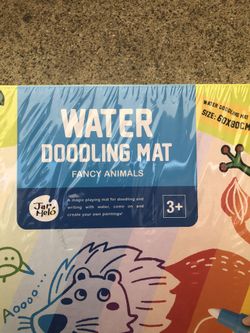 WATER
DOODLING MAT
FANCY ANIMALS
WATER DOODLING MAT
SIZE: 60X80CM
Jar Melo
A magic playing mat for doodling and
writing with water, come on and
create your own paintings!
3+
AOOOO...